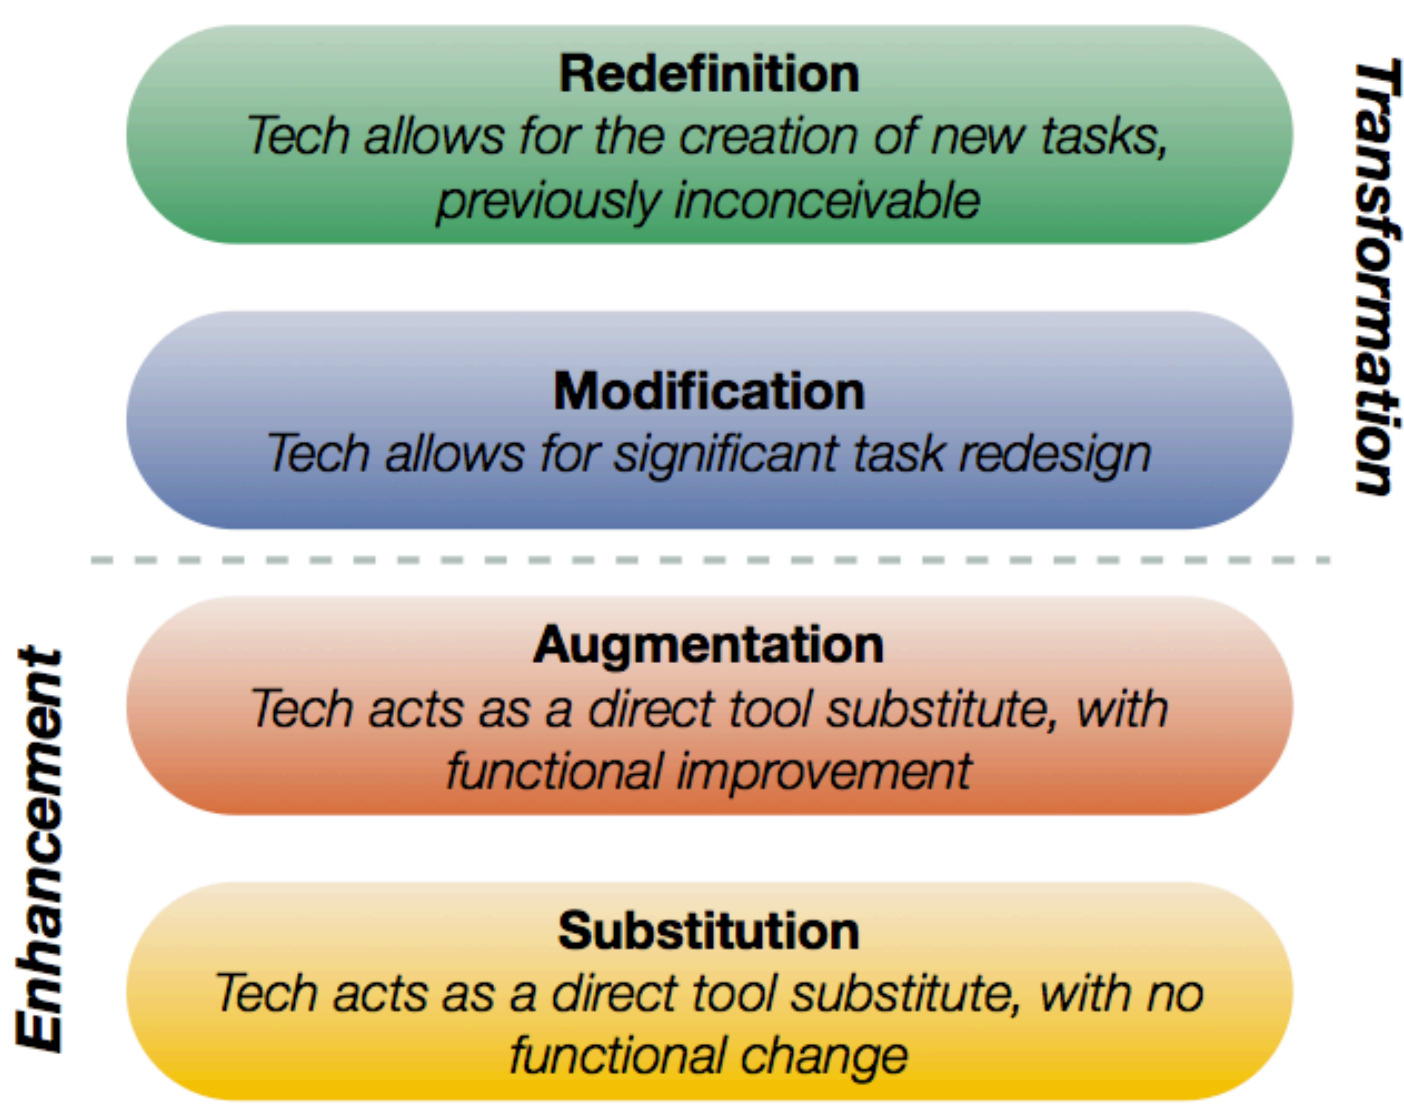 Redefinition
Tech allows for the creation of new tasks,
previously inconceivable
Transformation
Modification
Tech allows for significant task redesign
Augmentation
Tech acts as a direct tool substitute, with
functional improvement
Enhancement
Substitution
Tech acts as a direct tool substitute, with no
functional change